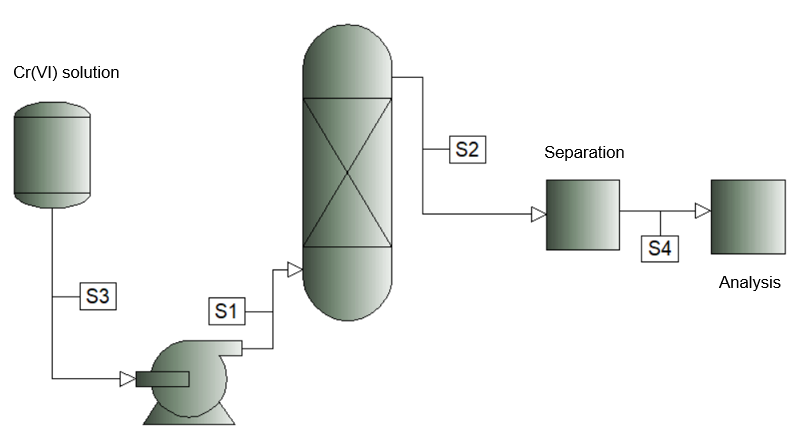 Cr(VI) solution
S2
Separation
S4
Analysis
S3
S1